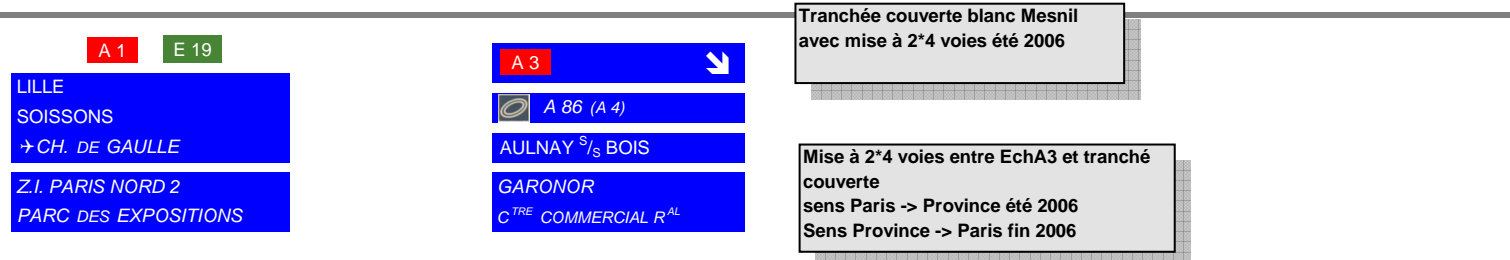 A 1 E 19
LILLE
SOISSONS
✈CH. DE GAULLE
Z.I. PARIS NORD 2
PARC DES EXPOSITIONS
A 3
A 86 (A 4)
AULNAY S/S BOIS
GARONOR
CTRE COMMERCIAL RAL
Tranchée couverte blanc Mesnil
avec mise à 2*4 voies été 2006
Mise à 2*4 voies entre EchA3 et tranché
couverte
sens Paris -> Province été 2006
Sens Province -> Paris fin 2006